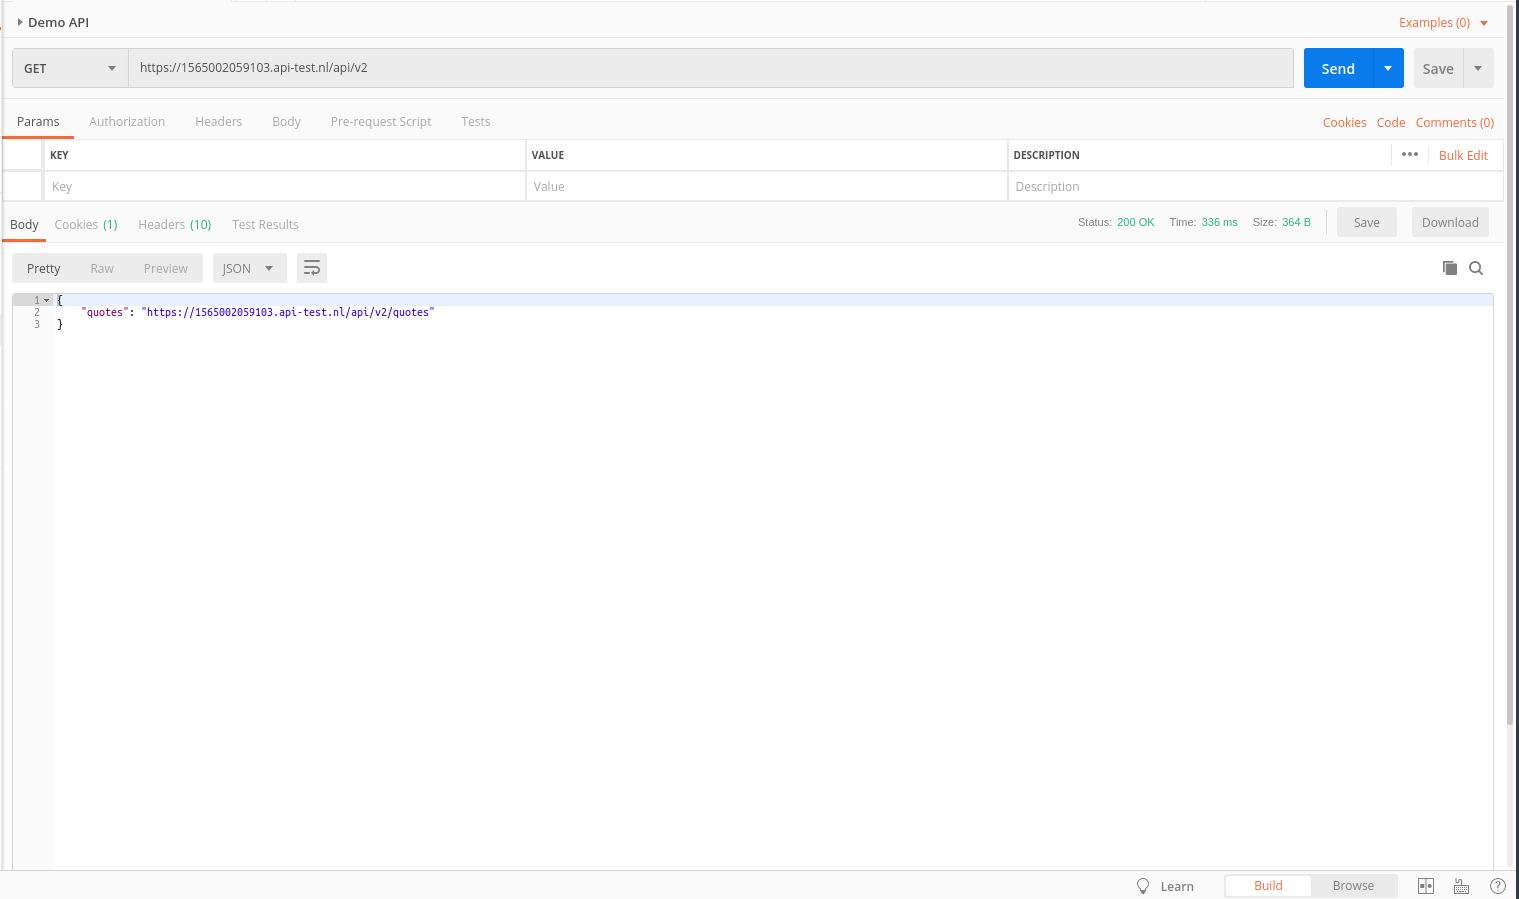 Demo API
Examples (0)
GET
https://1565002059103.api-test.nl/api/v2
Send
Save
Params Authorization Headers Body Pre-request Script Tests
Cookies Code Comments (0)
KEY VALUE DESCRIPTION ••• Bulk Edit
Key Value Description
Body Cookies (1) Headers (10) Test Results
Status: 200 OK Time: 336 ms Size: 364 B Save Download
Pretty Raw Preview JSON
1 {
2 "quotes": "https://1565002059103.api-test.nl/api/v2/quotes"
3 }
Learn Build Browse ?